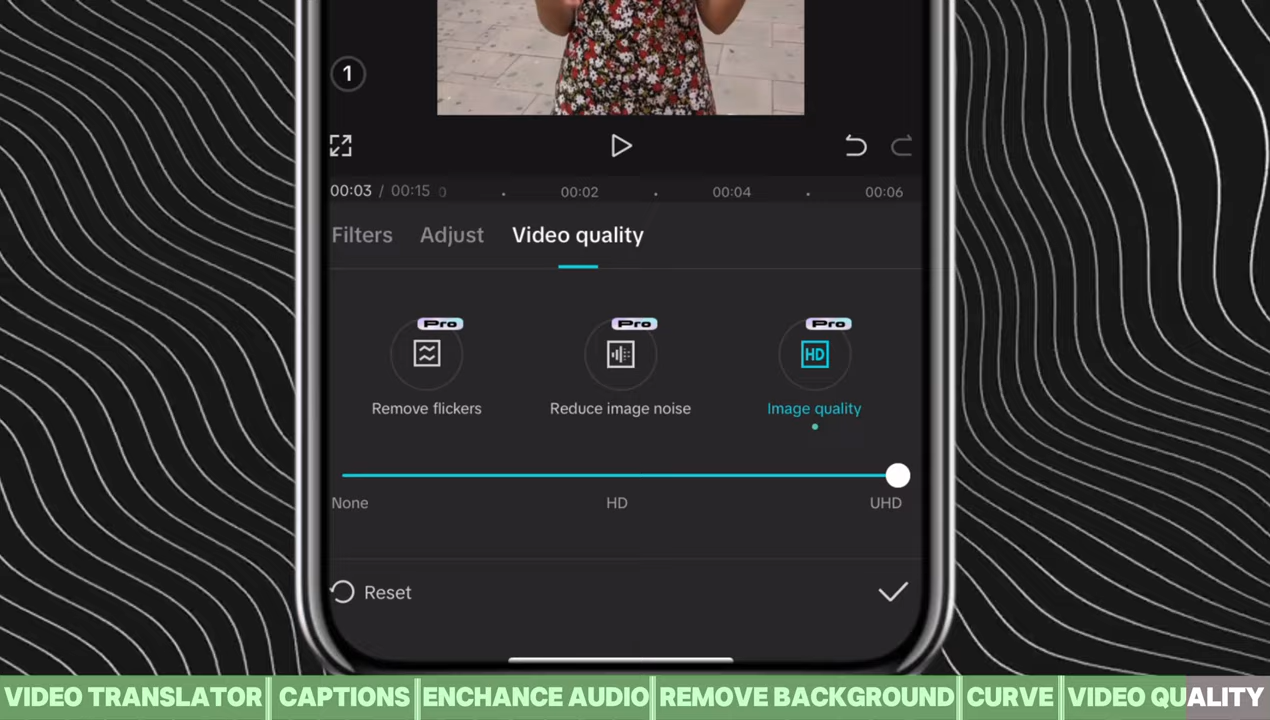 1
00:03 / 00:15 0 00:02 00:04 00:06
Filters Adjust Video quality
Pro Pro Pro
HD
Remove flickers Reduce image noise Image quality
None HD UHD
Reset
VIDEO TRANSLATOR CAPTIONS ENCHANCE AUDIO REMOVE BACKGROUND CURVE VIDEO QUALITY